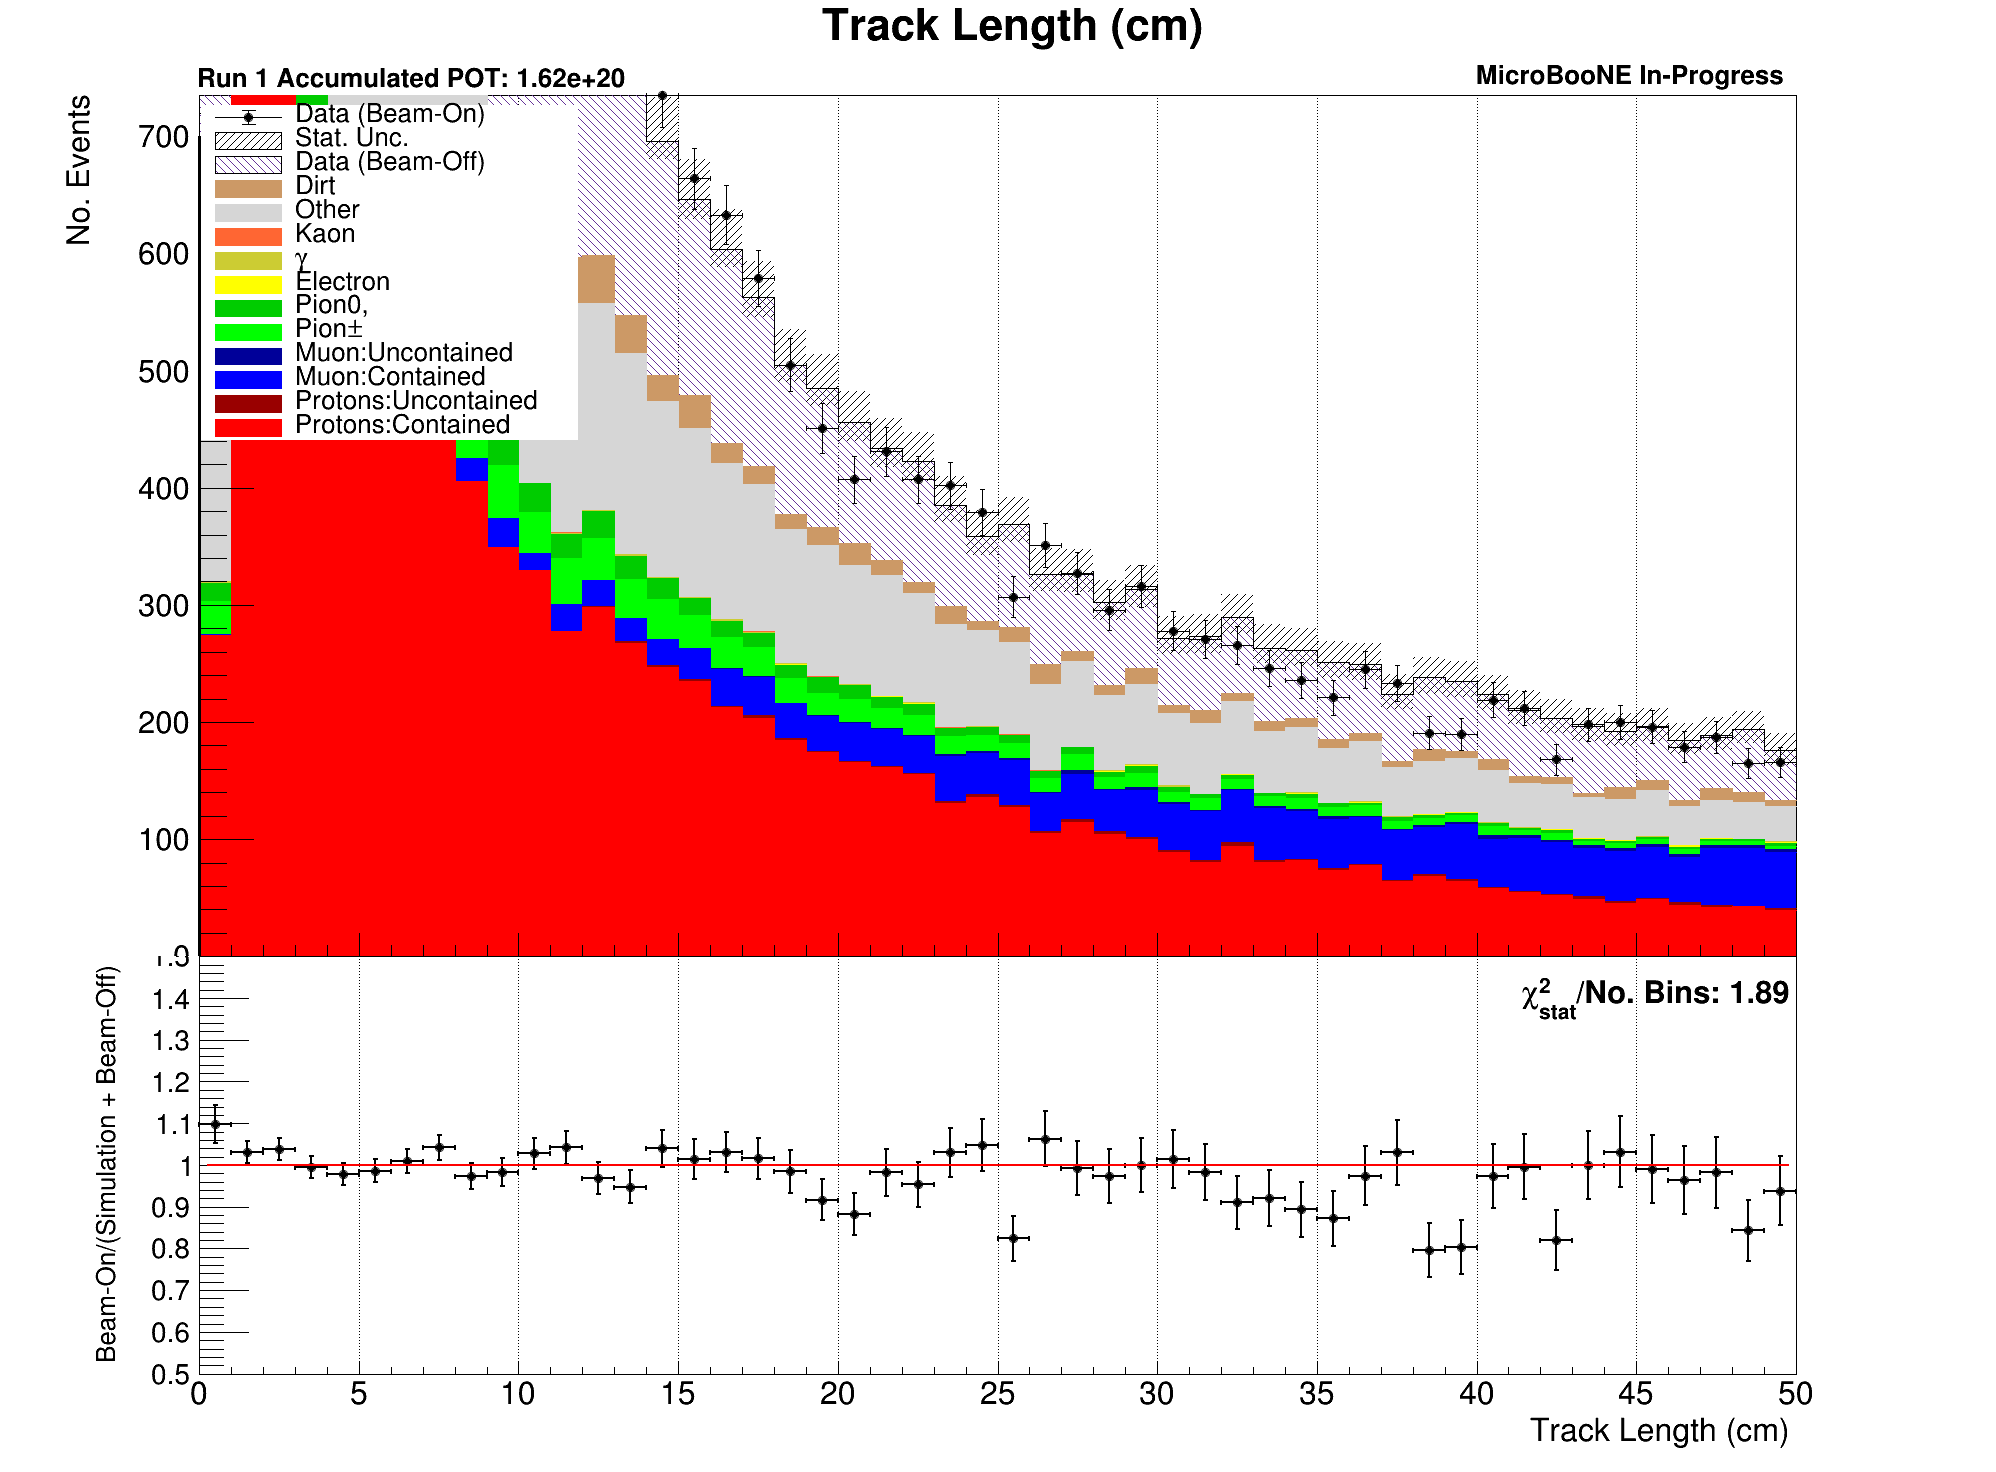 Track Length (cm)
Run 1 Accumulated POT: 1.62e+20
MicroBooNE In-Progress
No. Events
700
600
500
400
300
200
100
0
Data (Beam-On)
Stat. Unc.
Data (Beam-Off)
Dirt
Other
Kaon
γ
Electron
Pion0,
Pion±
Muon:Uncontained
Muon:Contained
Protons:Uncontained
Protons:Contained
Beam-On/(Simulation + Beam-Off)
1.5
1.4
1.3
1.2
1.1
1
0.9
0.8
0.7
0.6
0.5
χ²stat/No. Bins: 1.89
0 5 10 15 20 25 30 35 40 45 50
Track Length (cm)